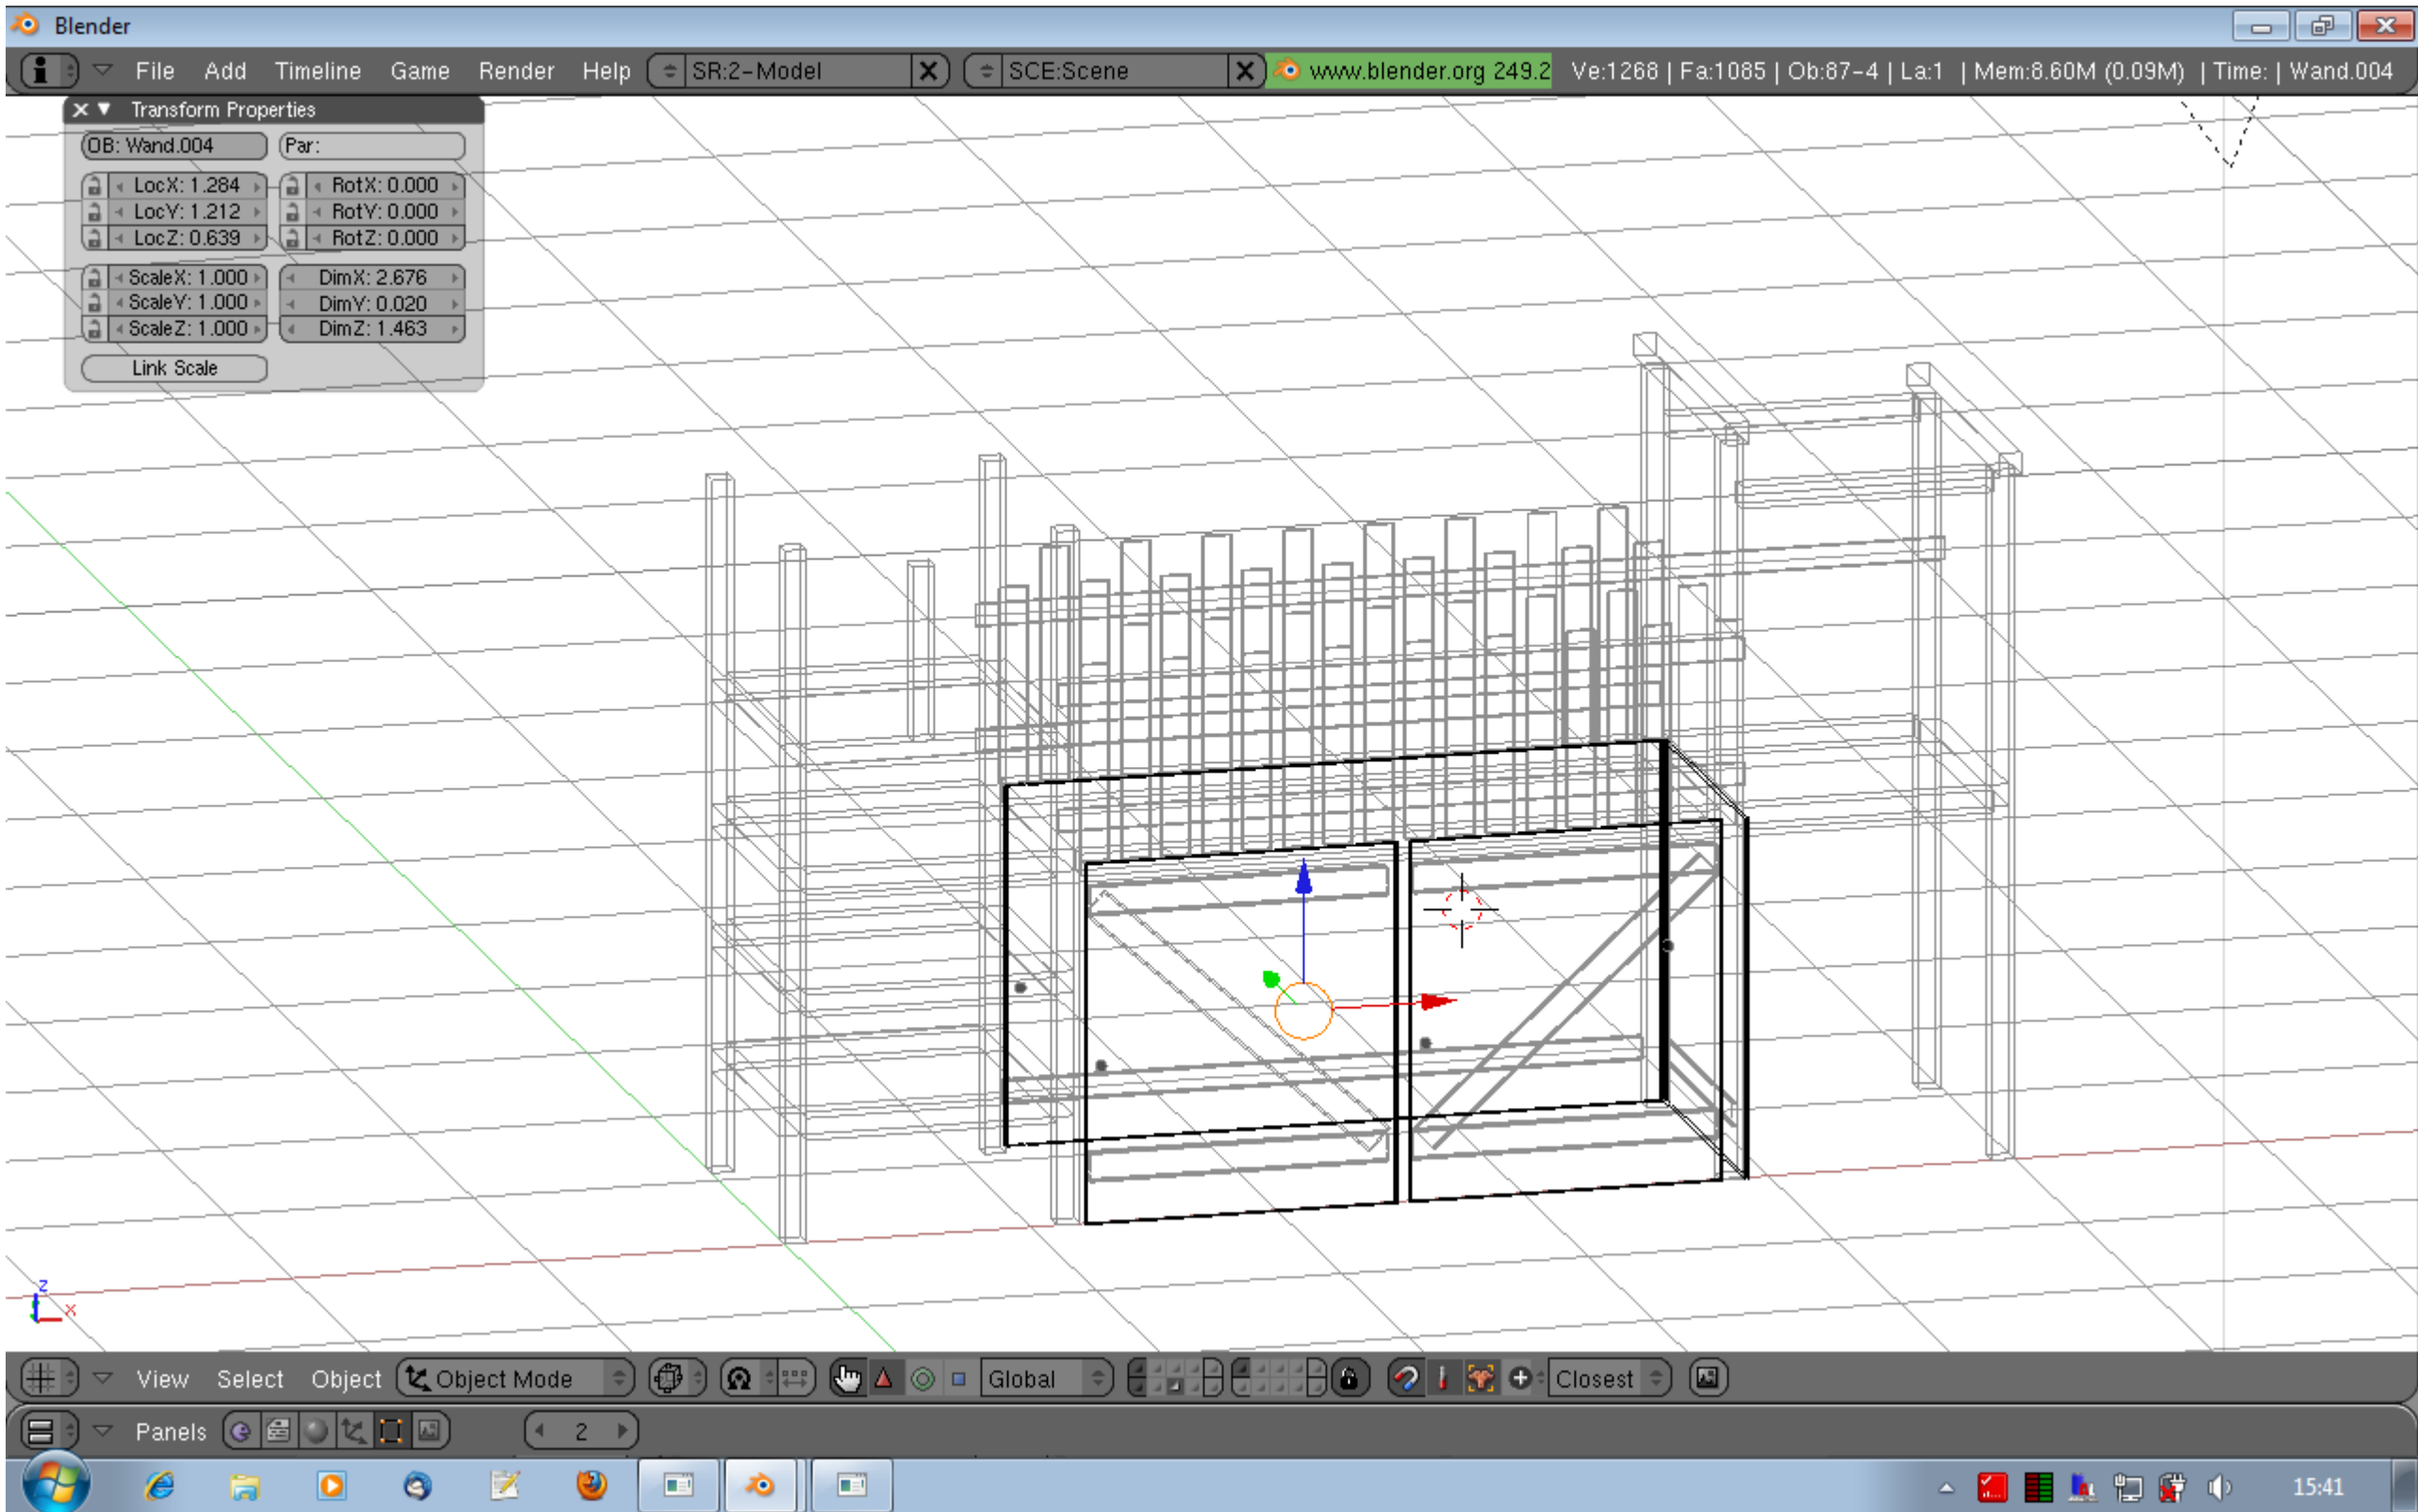 Blender
File Add Timeline Game Render Help SR:2-Model SCE:Scene www.blender.org 249.2 Ve:1268 | Fa:1085 | Ob:87-4 | La:1 | Mem:8.60M (0.09M) | Time: | Wand.004
Transform Properties
OB: Wand.004 Par:
LocX: 1.284 RotX: 0.000
LocY: 1.212 RotY: 0.000
LocZ: 0.639 RotZ: 0.000
ScaleX: 1.000 DimX: 2.676
ScaleY: 1.000 DimY: 0.020
ScaleZ: 1.000 DimZ: 1.463
Link Scale
z
x
View Select Object Object Mode Global Closest
Panels 2
15:41